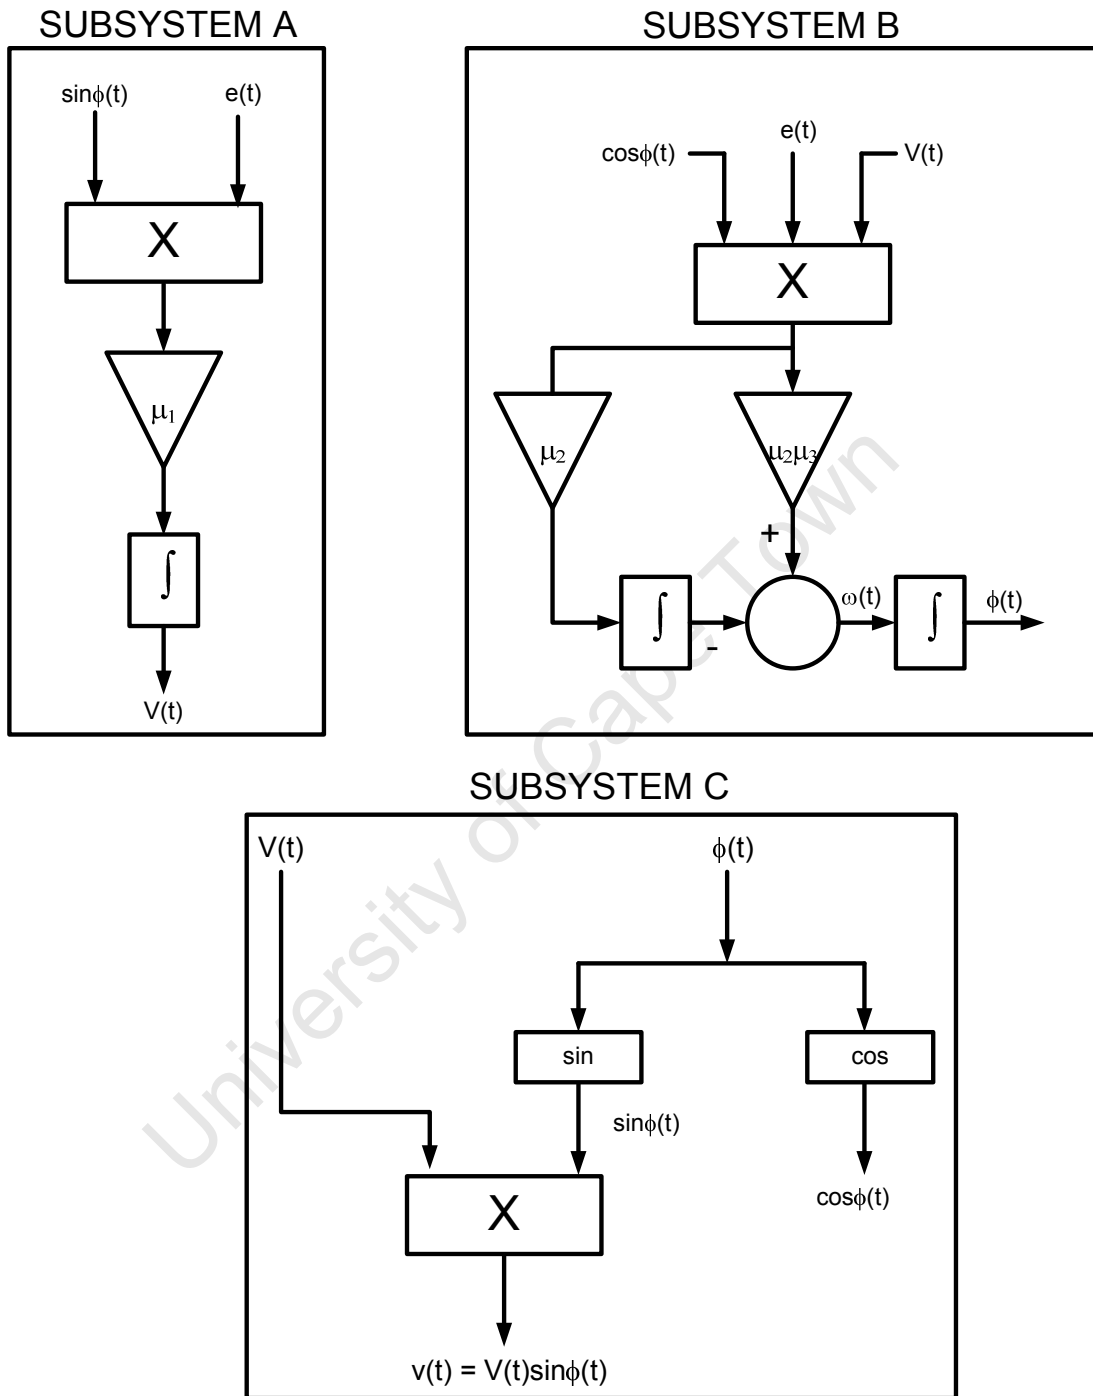 SUBSYSTEM A
sinϕ(t)
e(t)
X
μ₁
∫
V(t)
SUBSYSTEM B
cosϕ(t)
e(t)
V(t)
X
μ₂
μ₂μ₃
+
∫
-
ω(t)
∫
ϕ(t)
SUBSYSTEM C
V(t)
ϕ(t)
sin
cos
sinϕ(t)
cosϕ(t)
X
v(t) = V(t)sinϕ(t)
University of Cape Town